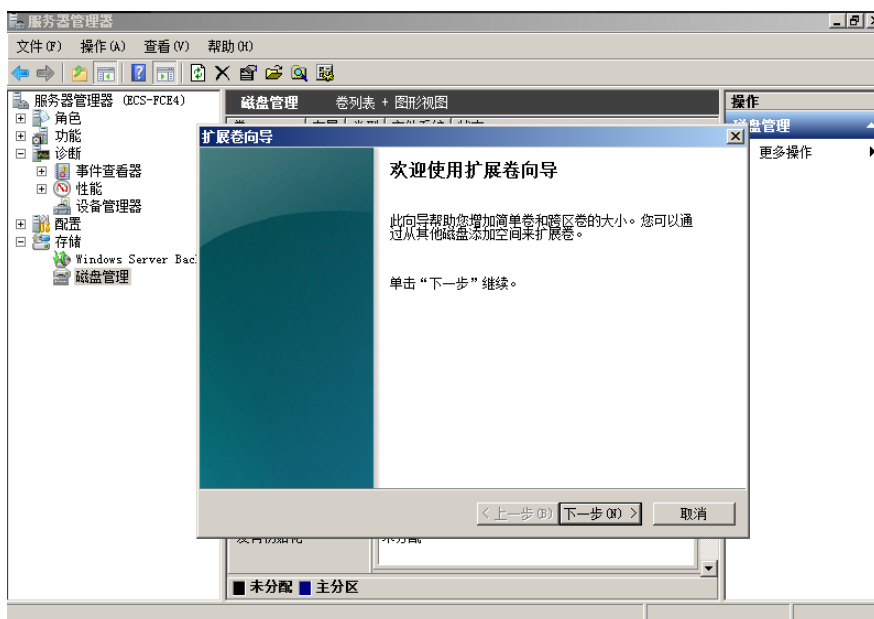 服务器管理器
文件(F) 操作(A) 查看(V) 帮助(H)
服务器管理器 (ECS-FCE4)
角色
功能
诊断
事件查看器
性能
设备管理器
配置
存储
Windows Server Bac
磁盘管理
磁盘管理 卷列表 + 图形视图
扩展卷向导
欢迎使用扩展卷向导
此向导帮助您增加简单卷和跨区卷的大小。您可以通
过从其他磁盘添加空间来扩展卷。
单击“下一步”继续。
< 上一步(B) 下一步(N) > 取消
未分配 主分区
操作
磁盘管理
更多操作